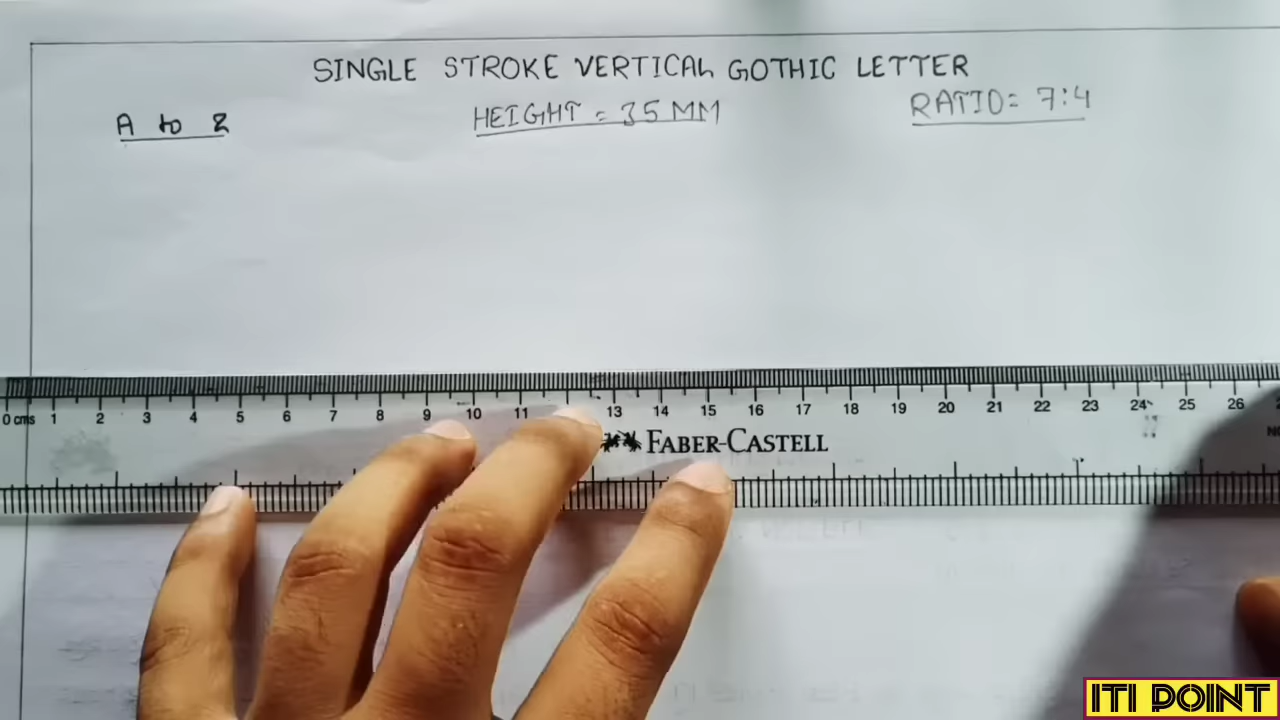 SINGLE STROKE VERTICAL GOTHIC LETTER
A to Z
HEIGHT = 35 MM
RATIO= 7:4
0 cms 1 2 3 4 5 6 7 8 9 10 11 13 14 15 16 17 18 19 20 21 22 23 24 25 26
FABER-CASTELL
ITI POINT